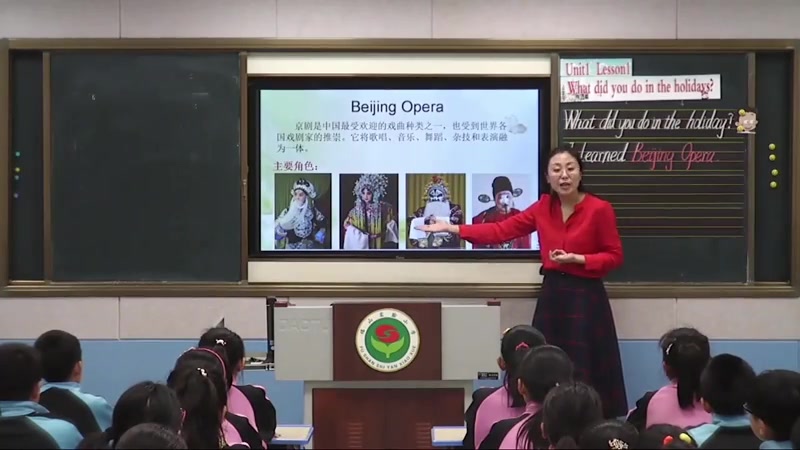 Beijing Opera
京剧是中国最受欢迎的戏曲种类之一，也受到世界各
国戏剧家的推崇。它将歌唱、音乐、舞蹈、杂技和表演融
为一体。
主要角色：
Unit1 Lesson1
What did you do in the holidays?
What did you do in the holiday?
I learned Beijing Opera.